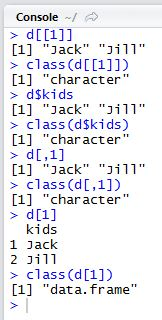 Console ~/
> d[[1]]
[1] "Jack" "Jill"
> class(d[[1]])
[1] "character"
> d$kids
[1] "Jack" "Jill"
> class(d$kids)
[1] "character"
> d[,1]
[1] "Jack" "Jill"
> class(d[,1])
[1] "character"
> d[1]
  kids
1 Jack
2 Jill
> class(d[1])
[1] "data.frame"
>